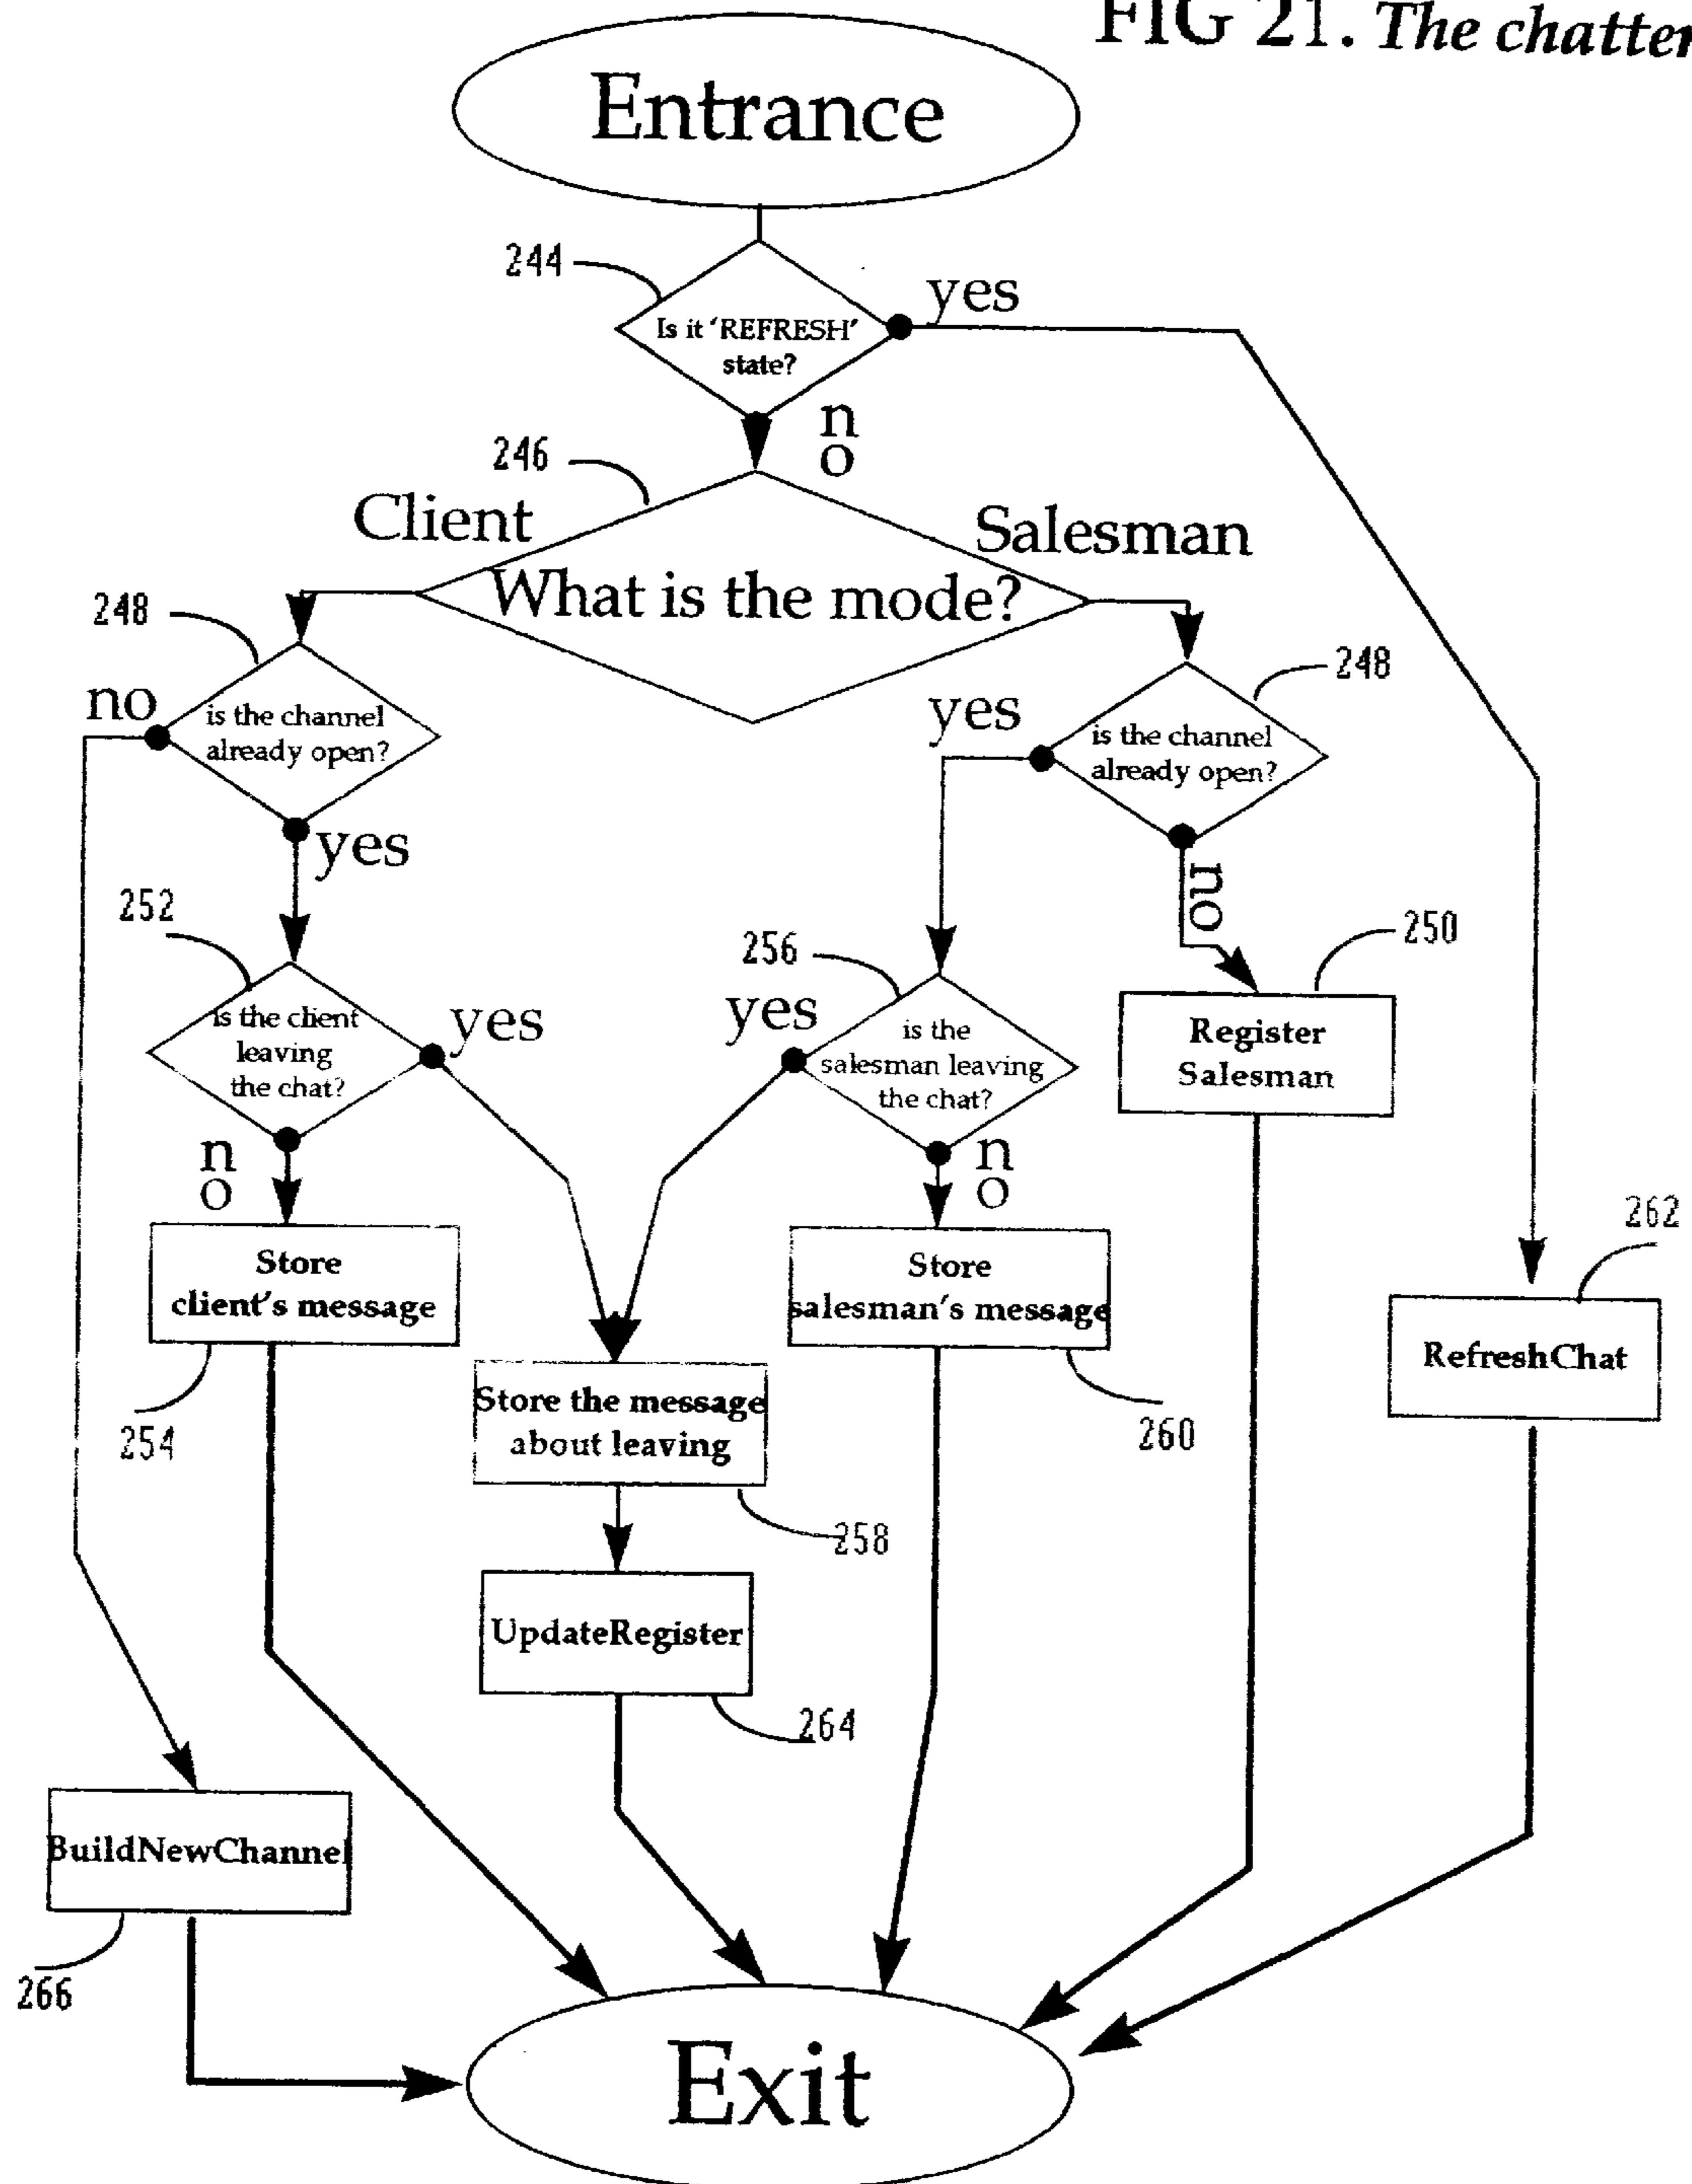 FIG 21. The chatter
Entrance
244
yes
Is it 'REFRESH'
state?
no
246
Client
Salesman
What is the mode?
248
248
no
is the channel
already open?
yes
yes
is the channel
already open?
no
252
256
250
is the client
leaving
the chat?
yes
yes
is the
salesman leaving
the chat?
Register
Salesman
no
no
262
Store
client's message
Store
salesman's message
RefreshChat
254
Store the message
about leaving
260
258
UpdateRegister
264
BuildNewChannel
266
Exit